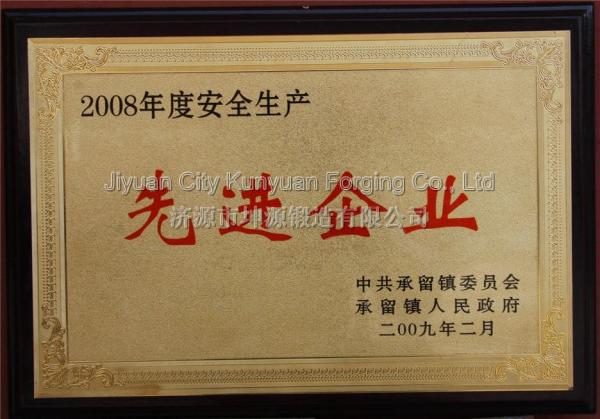 2008年度安全生产
先进企业
Jiyuan City Kunyuan Forging Co., Ltd
济源市坤源锻造有限公司
中共承留镇委员会
承留镇人民政府
二00九年二月